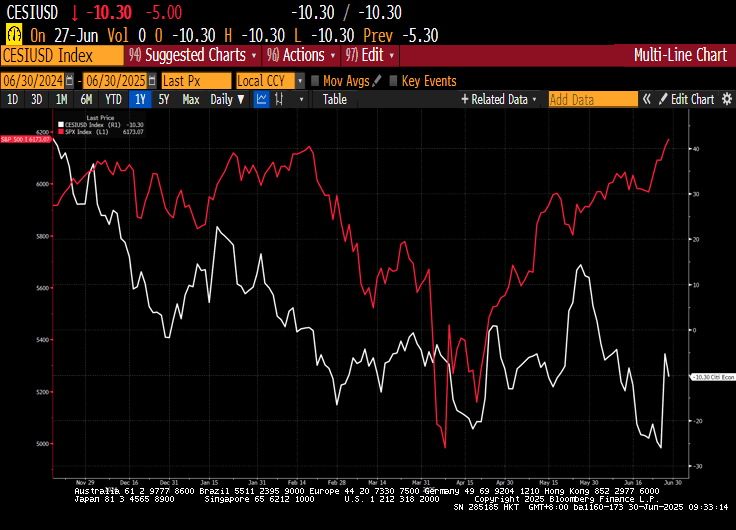 CESIUSD ↓ -10.30 -5.00 -10.30 / -10.30
On 27-Jun Vol 0 O -10.30 H -10.30 L -10.30 Prev -5.30
CESIUSD Index 94) Suggested Charts 96) Actions 97) Edit Multi-Line Chart
06/30/2024 - 06/30/2025 Last Px Local CCY Mov Avgs Key Events
1D 3D 1M 6M YTD 1Y 5Y Max Daily ▼ Table + Related Data Add Data « Edit Chart
Last Price
CESIUSD Index (R1) -10.30
SPX Index (L1) 6173.07
S&P 500 I 6173.07
6200
6000
5800
5600
5400
5200
5000
40
30
20
10
0
-10.30 Citi Econ
-20
-30
Nov 29 Dec 16 Dec 31 Jan 15 Jan 31 Feb 14 Feb 28 Mar 14 Mar 31 Apr 15 Apr 30 May 15 May 30 Jun 16 Jun 30
Australia 61 2 9777 8600 Brazil 5511 2395 9000 Europe 44 20 7330 7500 Germany 49 69 9204 1210 Hong Kong 852 2977 6000
Japan 81 3 4565 8900 Singapore 65 6212 1000 U.S. 1 212 318 2000 Copyright 2025 Bloomberg Finance L.P.
SN 285185 HKT GMT+8:00 bai160-173 30-Jun-2025 09:33:14